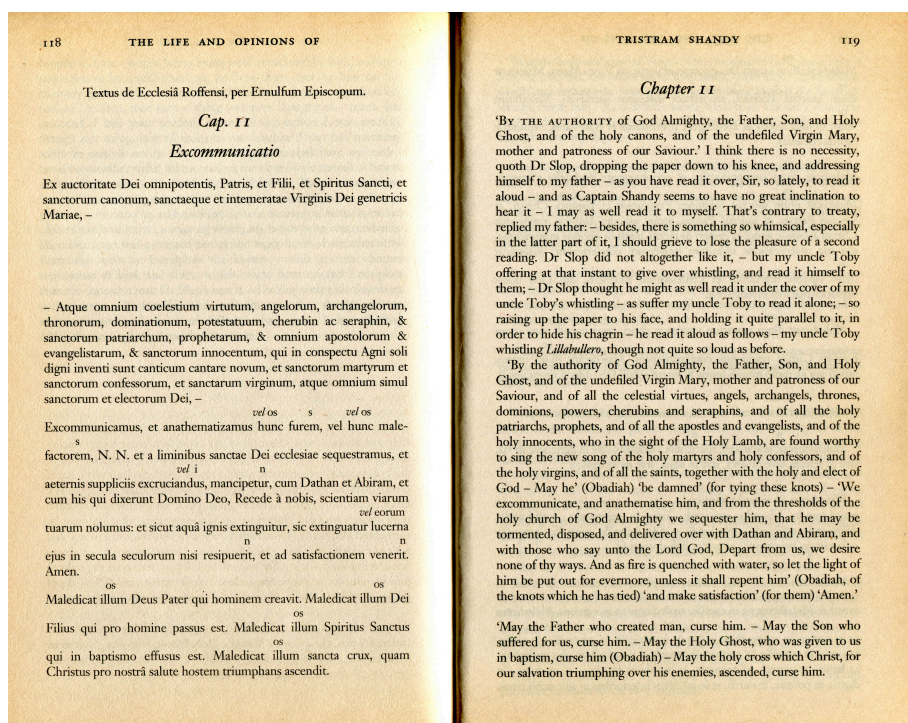 118 THE LIFE AND OPINIONS OF
Textus de Ecclesiâ Roffensi, per Ernulfum Episcopum.
Cap. 11
Excommunicatio
Ex auctoritate Dei omnipotentis, Patris, et Filii, et Spiritus Sancti, et
sanctorum canonum, sanctaeque et intemeratae Virginis Dei genetricis
Mariae, –
– Atque omnium coelestium virtutum, angelorum, archangelorum,
thronorum, dominationum, potestatuum, cherubin ac seraphin, &
sanctorum patriarchum, prophetarum, & omnium apostolorum &
evangelistarum, & sanctorum innocentum, qui in conspectu Agni soli
digni inventi sunt canticum cantare novum, et sanctorum martyrum et
sanctorum confessorum, et sanctarum virginum, atque omnium simul
sanctorum et electorum Dei, –
vel os s vel os
Excommunicamus, et anathematizamus hunc furem, vel hunc male-
s
factorem, N. N. et a liminibus sanctae Dei ecclesiae sequestramus, et
vel i n
aeternis suppliciis excruciandus, mancipetur, cum Dathan et Abiram, et
cum his qui dixerunt Domino Deo, Recede à nobis, scientiam viarum
vel eorum
tuarum nolumus: et sicut aquâ ignis extinguitur, sic extinguatur lucerna
n n
ejus in secula seculorum nisi resipuerit, et ad satisfactionem venerit.
Amen.
os os
Maledicat illum Deus Pater qui hominem creavit. Maledicat illum Dei
os
Filius qui pro homine passus est. Maledicat illum Spiritus Sanctus
os
qui in baptismo effusus est. Maledicat illum sancta crux, quam
Christus pro nostrâ salute hostem triumphans ascendit.
TRISTRAM SHANDY 119
Chapter 11
‘BY THE AUTHORITY of God Almighty, the Father, Son, and Holy
Ghost, and of the holy canons, and of the undefiled Virgin Mary,
mother and patroness of our Saviour.’ I think there is no necessity,
quoth Dr Slop, dropping the paper down to his knee, and addressing
himself to my father – as you have read it over, Sir, so lately, to read it
aloud – and as Captain Shandy seems to have no great inclination to
hear it – I may as well read it to myself. That’s contrary to treaty,
replied my father: – besides, there is something so whimsical, especially
in the latter part of it, I should grieve to lose the pleasure of a second
reading. Dr Slop did not altogether like it, – but my uncle Toby
offering at that instant to give over whistling, and read it himself to
them; – Dr Slop thought he might as well read it under the cover of my
uncle Toby’s whistling – as suffer my uncle Toby to read it alone; – so
raising up the paper to his face, and holding it quite parallel to it, in
order to hide his chagrin – he read it aloud as follows – my uncle Toby
whistling Lillabullero, though not quite so loud as before.
‘By the authority of God Almighty, the Father, Son, and Holy
Ghost, and of the undefiled Virgin Mary, mother and patroness of our
Saviour, and of all the celestial virtues, angels, archangels, thrones,
dominions, powers, cherubins and seraphins, and of all the holy
patriarchs, prophets, and of all the apostles and evangelists, and of the
holy innocents, who in the sight of the Holy Lamb, are found worthy
to sing the new song of the holy martyrs and holy confessors, and of
the holy virgins, and of all the saints, together with the holy and elect of
God – May he’ (Obadiah) ‘be damned’ (for tying these knots) – ‘We
excommunicate, and anathematise him, and from the thresholds of the
holy church of God Almighty we sequester him, that he may be
tormented, disposed, and delivered over with Dathan and Abiram, and
with those who say unto the Lord God, Depart from us, we desire
none of thy ways. And as fire is quenched with water, so let the light of
him be put out for evermore, unless it shall repent him’ (Obadiah, of
the knots which he has tied) ‘and make satisfaction’ (for them) ‘Amen.’
‘May the Father who created man, curse him. – May the Son who
suffered for us, curse him. – May the Holy Ghost, who was given to us
in baptism, curse him (Obadiah) – May the holy cross which Christ, for
our salvation triumphing over his enemies, ascended, curse him.